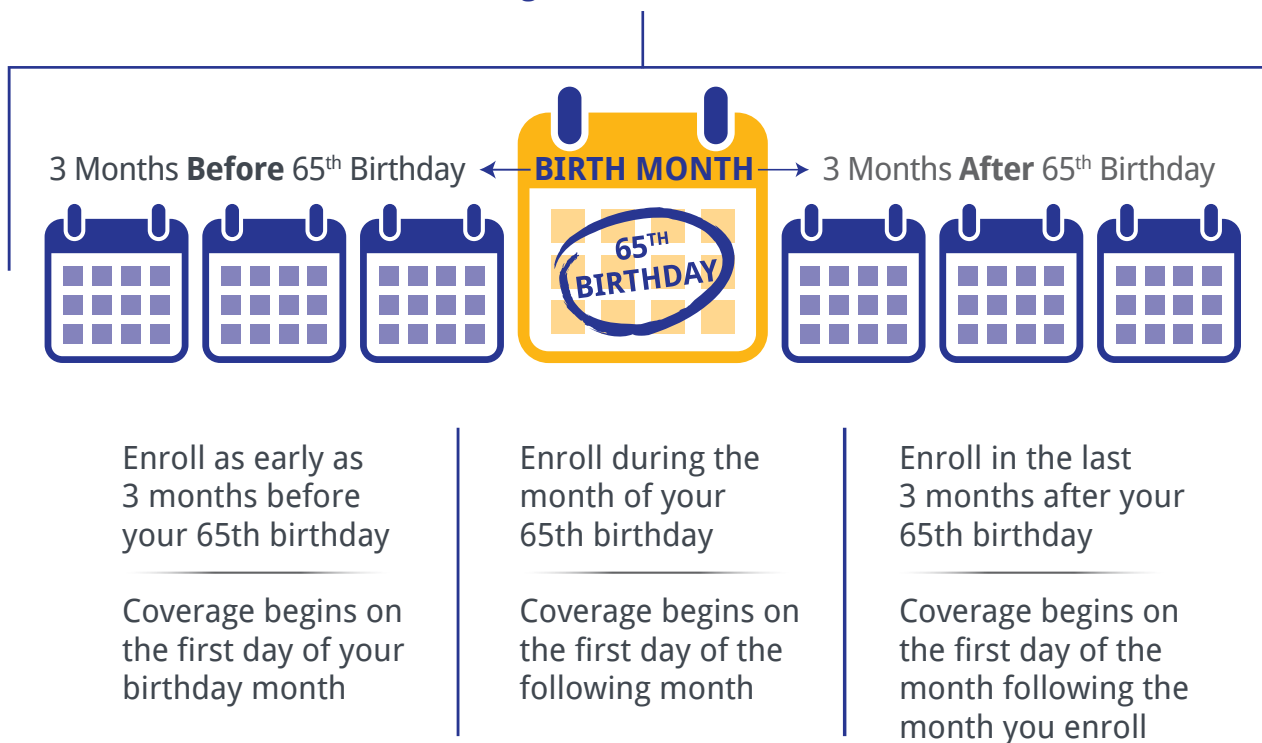 3 Months Before 65th Birthday
BIRTH MONTH
3 Months After 65th Birthday
65TH
BIRTHDAY
Enroll as early as
3 months before
your 65th birthday
Coverage begins on
the first day of your
birthday month
Enroll during the
month of your
65th birthday
Coverage begins on
the first day of the
following month
Enroll in the last
3 months after your
65th birthday
Coverage begins on
the first day of the
month following the
month you enroll